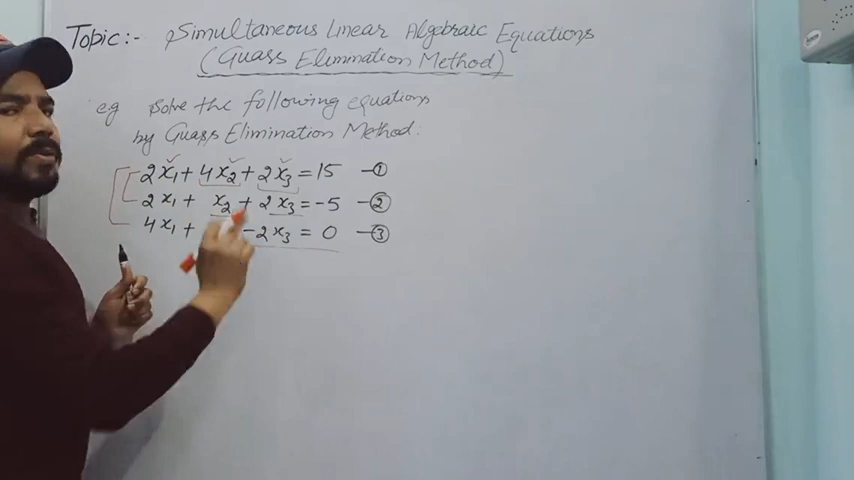 Topic:- Simultaneous Linear Algebraic Equations
(Guass Elimination Method)
eg Solve the following equations
by Guass Elimination Method.
2x₁ + 4x₂ + 2x₃ = 15 —①
2x₁ + x₂ + 2x₃ = -5 —②
4x₁ + -2x₃ = 0 —③